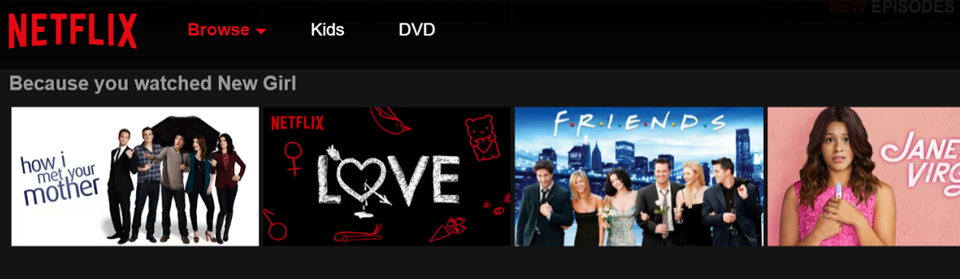 NEW EPISODES
NETFLIX Browse Kids DVD
Because you watched New Girl
how i
met your
mother
NETFLIX
LOVE
F·R·I·E·N·D·S
JANE
VIRG